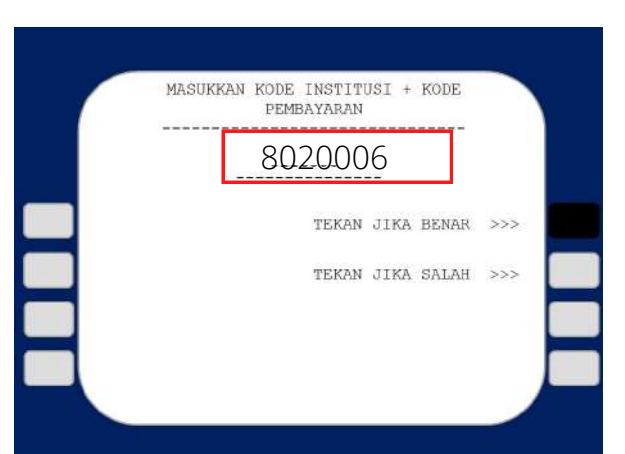 MASUKKAN KODE INSTITUSI + KODE
PEMBAYARAN
--------------------------------
8020006
---------------
TEKAN JIKA BENAR >>>
TEKAN JIKA SALAH >>>